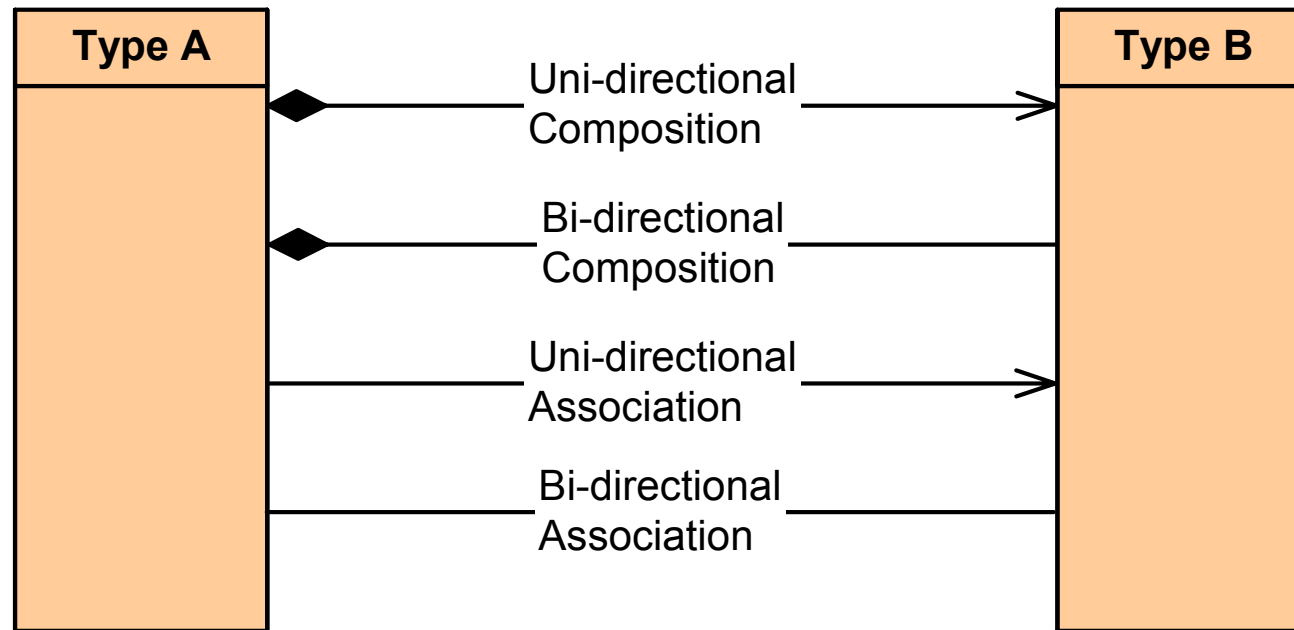 Type A
Type B
Uni-directional
Composition
Bi-directional
Composition
Uni-directional
Association
Bi-directional
Association